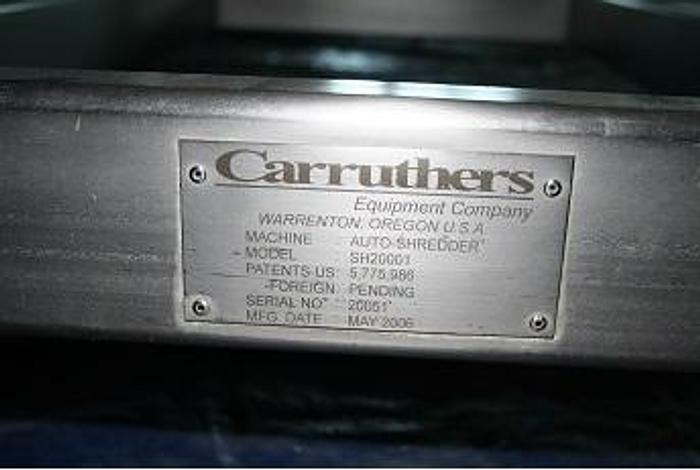 Carruthers
Equipment Company
WARRENTON, OREGON U.S.A.
MACHINE AUTO-SHREDDER
MODEL SH20001
PATENTS-US: 5,775,986
-FOREIGN: PENDING
SERIAL NO 20051
MFG. DATE MAY 2006